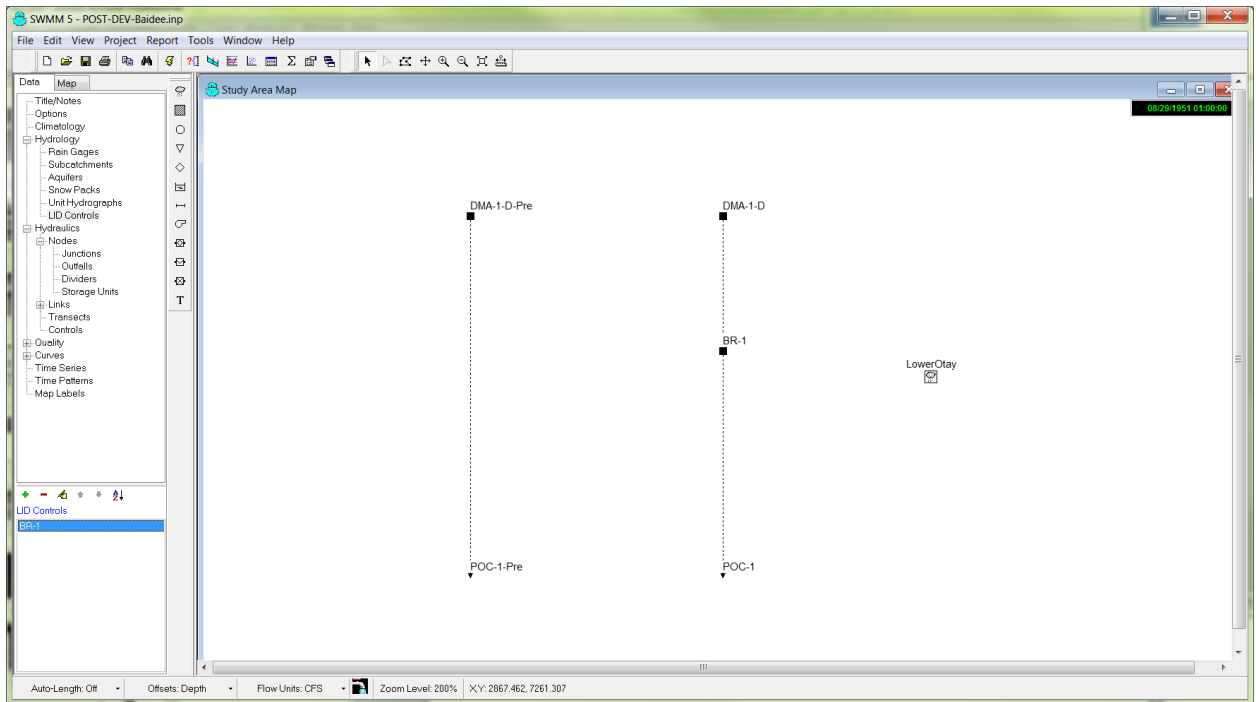 SWMM 5 - POST-DEV-Baidee.inp
File Edit View Project Report Tools Window Help
Data Map
Title/Notes
Options
Climatology
Hydrology
Rain Gages
Subcatchments
Aquifers
Snow Packs
Unit Hydrographs
LID Controls
Hydraulics
Nodes
Junctions
Outfalls
Dividers
Storage Units
Links
Transects
Controls
Quality
Curves
Time Series
Time Patterns
Map Labels
LID Controls
BR-1
T
Study Area Map
08/29/1951 01:00:00
DMA-1-D-Pre
DMA-1-D
BR-1
LowerOtay
POC-1-Pre
POC-1
Auto-Length: Off Offsets: Depth Flow Units: CFS Zoom Level: 200% X,Y: 2867.462, 7261.307